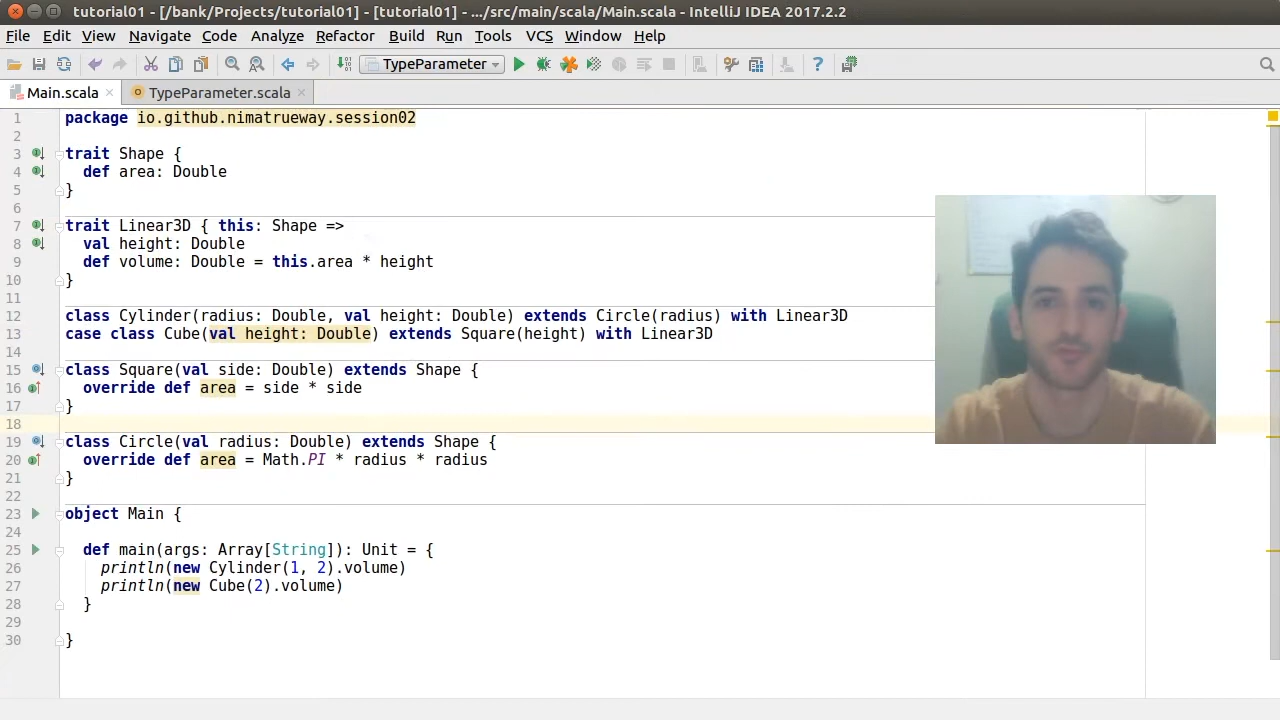 tutorial01 - [/bank/Projects/tutorial01] - [tutorial01] - .../src/main/scala/Main.scala - IntelliJ IDEA 2017.2.2
File Edit View Navigate Code Analyze Refactor Build Run Tools VCS Window Help
TypeParameter
Main.scala TypeParameter.scala
1 package io.github.nimatrueway.session02
2
3 trait Shape {
4 def area: Double
5 }
6
7 trait Linear3D { this: Shape =>
8 val height: Double
9 def volume: Double = this.area * height
10 }
11
12 class Cylinder(radius: Double, val height: Double) extends Circle(radius) with Linear3D
13 case class Cube(val height: Double) extends Square(height) with Linear3D
14
15 class Square(val side: Double) extends Shape {
16 override def area = side * side
17 }
18
19 class Circle(val radius: Double) extends Shape {
20 override def area = Math.PI * radius * radius
21 }
22
23 object Main {
24
25 def main(args: Array[String]): Unit = {
26 println(new Cylinder(1, 2).volume)
27 println(new Cube(2).volume)
28 }
29
30 }